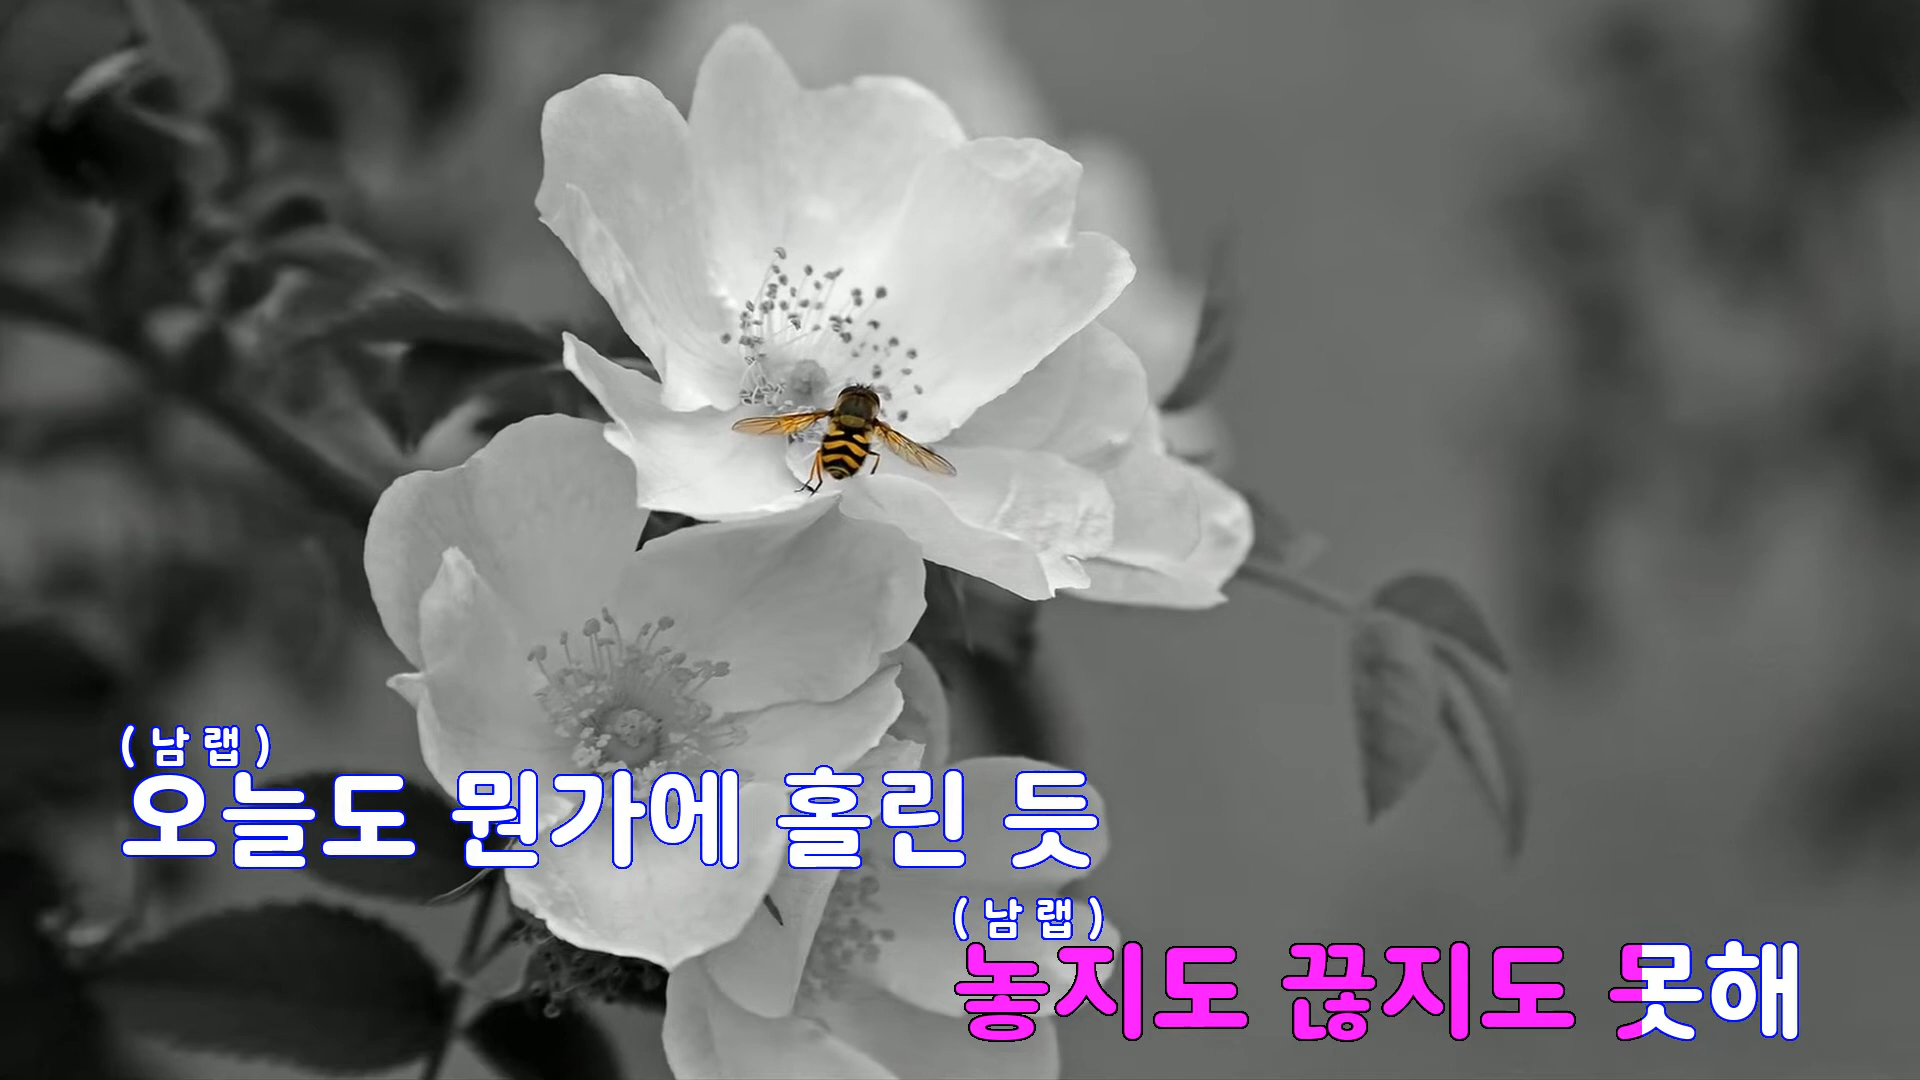 ( 남 랩 )
오늘도 뭔가에 홀린 듯
( 남 랩 )
놓지도 끊지도 못해